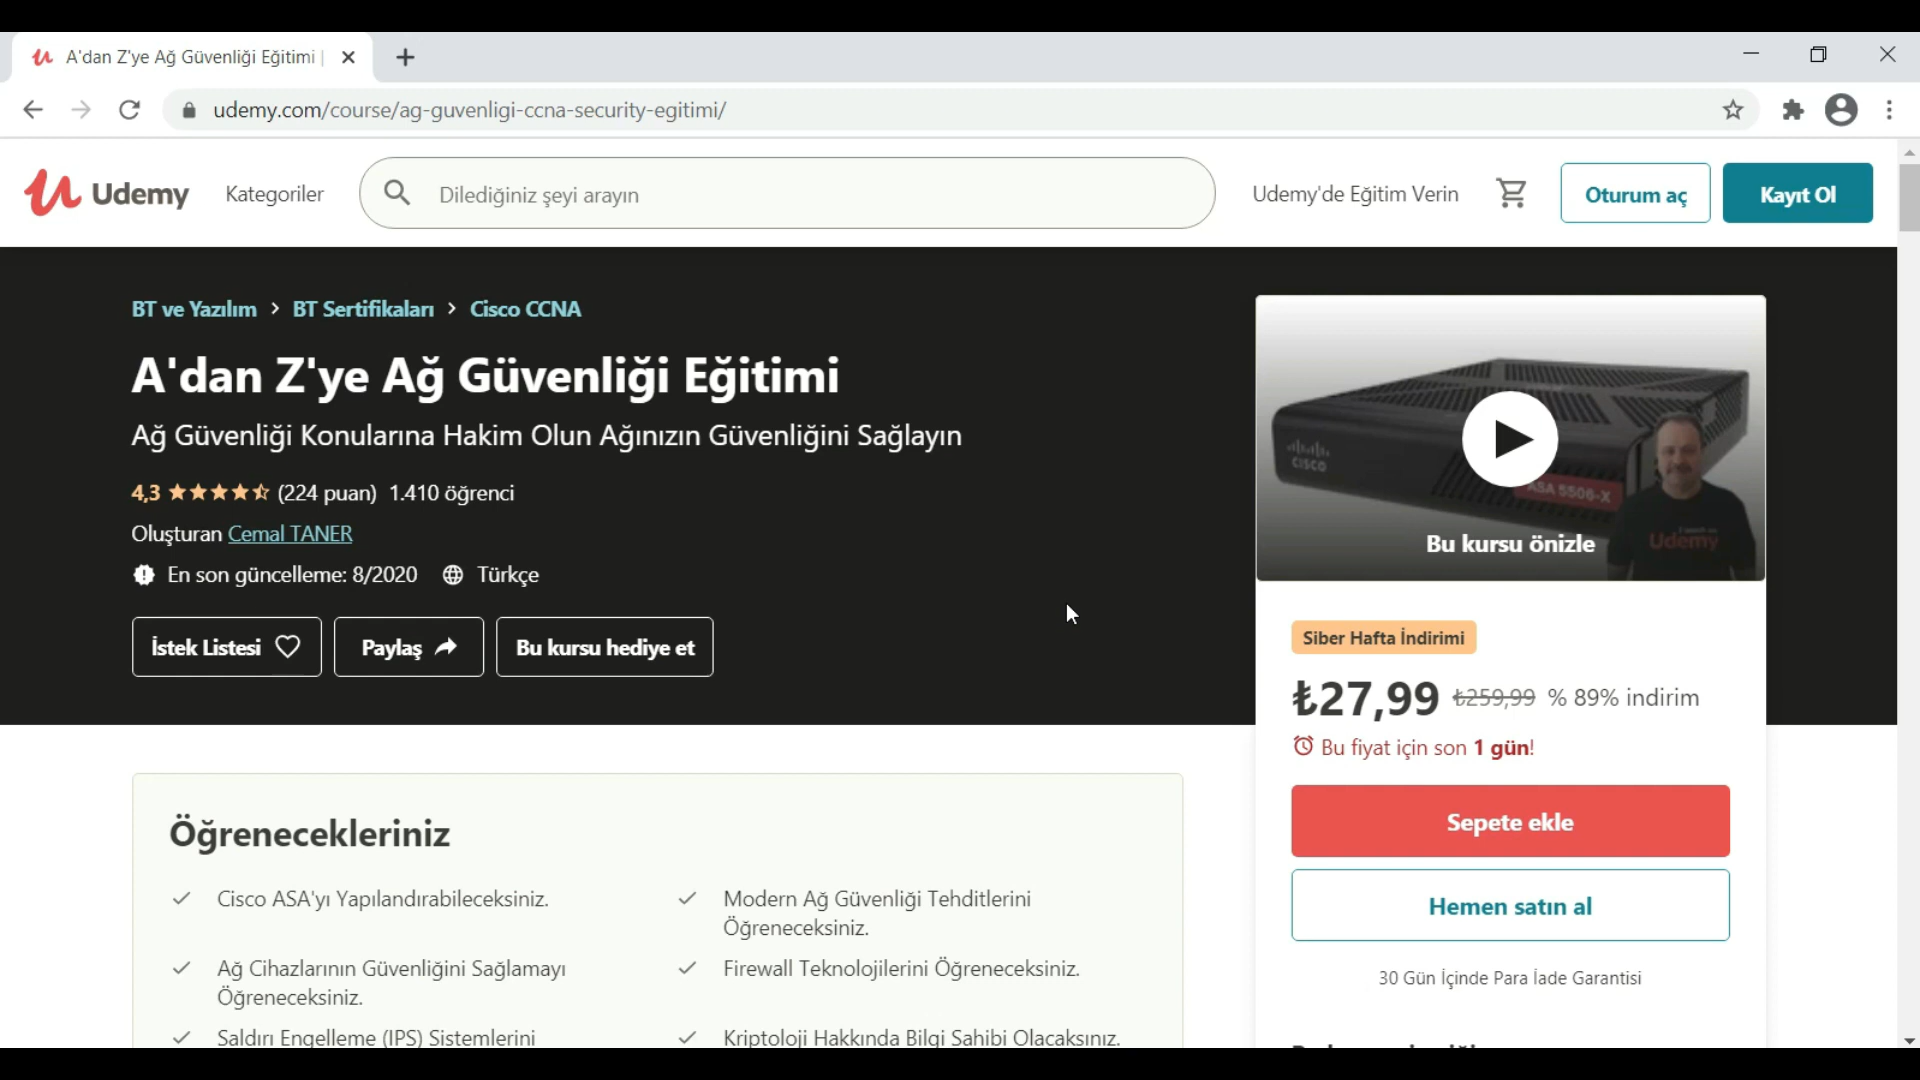 A'dan Z'ye Ağ Güvenliği Eğitimi |
udemy.com/course/ag-guvenligi-ccna-security-egitimi/
Udemy
Kategoriler
Dilediğiniz şeyi arayın
Udemy'de Eğitim Verin
Oturum aç
Kayıt Ol
BT ve Yazılım > BT Sertifikaları > Cisco CCNA
A'dan Z'ye Ağ Güvenliği Eğitimi
Ağ Güvenliği Konularına Hakim Olun Ağınızın Güvenliğini Sağlayın
4,3 (224 puan) 1.410 öğrenci
Oluşturan Cemal TANER
En son güncelleme: 8/2020 Türkçe
İstek Listesi
Paylaş
Bu kursu hediye et
CISCO
ASA 5506-X
Udemy
Bu kursu önizle
Siber Hafta İndirimi
₺27,99 ₺259,99 % 89% indirim
Bu fiyat için son 1 gün!
Sepete ekle
Hemen satın al
30 Gün İçinde Para İade Garantisi
Öğrenecekleriniz
Cisco ASA'yı Yapılandırabileceksiniz.
Modern Ağ Güvenliği Tehditlerini
Öğreneceksiniz.
Ağ Cihazlarının Güvenliğini Sağlamayı
Öğreneceksiniz.
Firewall Teknolojilerini Öğreneceksiniz.
Saldırı Engelleme (IPS) Sistemlerini
Kriptoloji Hakkında Bilgi Sahibi Olacaksınız.